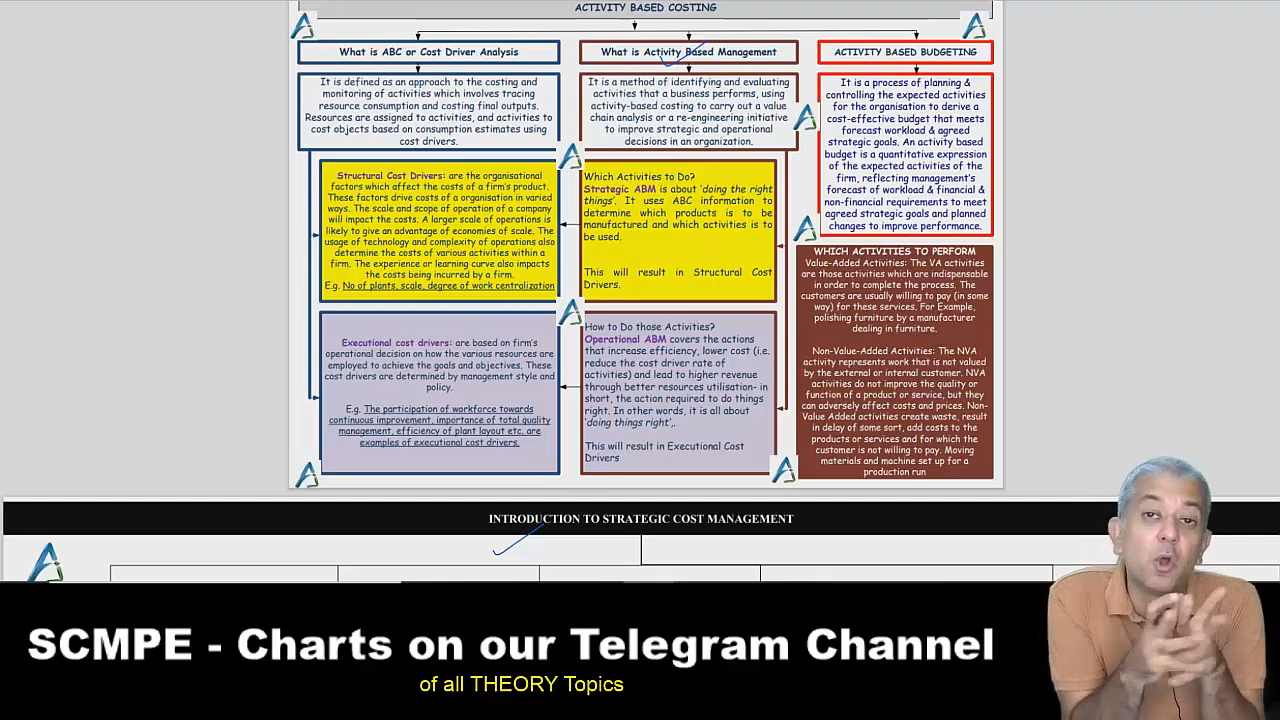 ACTIVITY BASED COSTING
What is ABC or Cost Driver Analysis
It is defined as an approach to the costing and
monitoring of activities which involves tracing
resource consumption and costing final outputs.
Resources are assigned to activities, and activities to
cost objects based on consumption estimates using
cost drivers.
Structural Cost Drivers: are the organisational
factors which affect the costs of a firm's product.
These factors drive costs of a organisation in varied
ways. The scale and scope of operation of a company
will impact the costs. A larger scale of operations is
likely to give an advantage of economies of scale. The
usage of technology and complexity of operations also
determine the costs of various activities within a
firm. The experience or learning curve also impacts
the costs being incurred by a firm.
E.g. No of plants, scale, degree of work centralization
Executional cost drivers: are based on firm's
operational decision on how the various resources are
employed to achieve the goals and objectives. These
cost drivers are determined by management style and
policy.
E.g. The participation of workforce towards
continuous improvement, importance of total quality
management, efficiency of plant layout etc. are
examples of executional cost drivers.
What is Activity Based Management
It is a method of identifying and evaluating
activities that a business performs, using
activity-based costing to carry out a value
chain analysis or a re-engineering initiative
to improve strategic and operational
decisions in an organization.
Which Activities to Do?
Strategic ABM is about 'doing the right
things'. It uses ABC information to
determine which products is to be
manufactured and which activities is to
be used.
This will result in Structural Cost
Drivers.
How to Do those Activities?
Operational ABM covers the actions
that increase efficiency, lower cost (i.e.
reduce the cost driver rate of
activities) and lead to higher revenue
through better resources utilisation- in
short, the action required to do things
right. In other words, it is all about
'doing things right',.
This will result in Executional Cost
Drivers
ACTIVITY BASED BUDGETING
It is a process of planning &
controlling the expected activities
for the organisation to derive a
cost-effective budget that meets
forecast workload & agreed
strategic goals. An activity based
budget is a quantitative expression
of the expected activities of the
firm, reflecting management's
forecast of workload & financial &
non-financial requirements to meet
agreed strategic goals and planned
changes to improve performance.
WHICH ACTIVITIES TO PERFORM
Value-Added Activities: The VA activities
are those activities which are indispensable
in order to complete the process. The
customers are usually willing to pay (in some
way) for these services. For Example,
polishing furniture by a manufacturer
dealing in furniture.
Non-Value-Added Activities: The NVA
activity represents work that is not valued
by the external or internal customer. NVA
activities do not improve the quality or
function of a product or service, but they
can adversely affect costs and prices. Non-
Value Added activities create waste, result
in delay of some sort, add costs to the
products or services and for which the
customer is not willing to pay. Moving
materials and machine set up for a
production run
INTRODUCTION TO STRATEGIC COST MANAGEMENT
SCMPE - Charts on our Telegram Channel
of all THEORY Topics